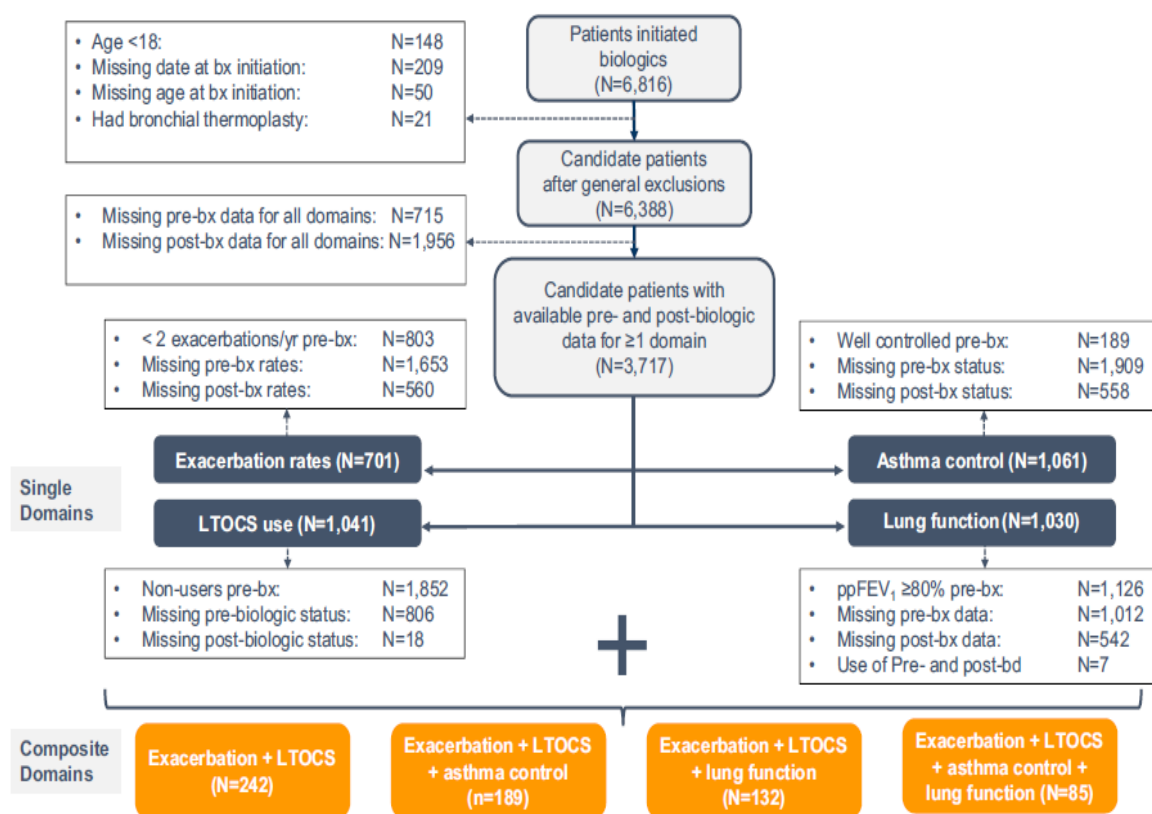 • Age <18: N=148
• Missing date at bx initiation: N=209
• Missing age at bx initiation: N=50
• Had bronchial thermoplasty: N=21
Patients initiated
biologics
(N=6,816)
Candidate patients
after general exclusions
(N=6,388)
• Missing pre-bx data for all domains: N=715
• Missing post-bx data for all domains: N=1,956
Candidate patients with
available pre- and post-biologic
data for ≥1 domain
(N=3,717)
• < 2 exacerbations/yr pre-bx: N=803
• Missing pre-bx rates: N=1,653
• Missing post-bx rates: N=560
• Well controlled pre-bx: N=189
• Missing pre-bx status: N=1,909
• Missing post-bx status: N=558
Single
Domains
Exacerbation rates (N=701)
Asthma control (N=1,061)
LTOCS use (N=1,041)
Lung function (N=1,030)
• Non-users pre-bx: N=1,852
• Missing pre-biologic status: N=806
• Missing post-biologic status: N=18
• ppFEV₁ ≥80% pre-bx: N=1,126
• Missing pre-bx data: N=1,012
• Missing post-bx data: N=542
• Use of Pre- and post-bd N=7
+
Composite
Domains
Exacerbation + LTOCS
(N=242)
Exacerbation + LTOCS
+ asthma control
(n=189)
Exacerbation + LTOCS
+ lung function
(N=132)
Exacerbation + LTOCS
+ asthma control +
lung function (N=85)